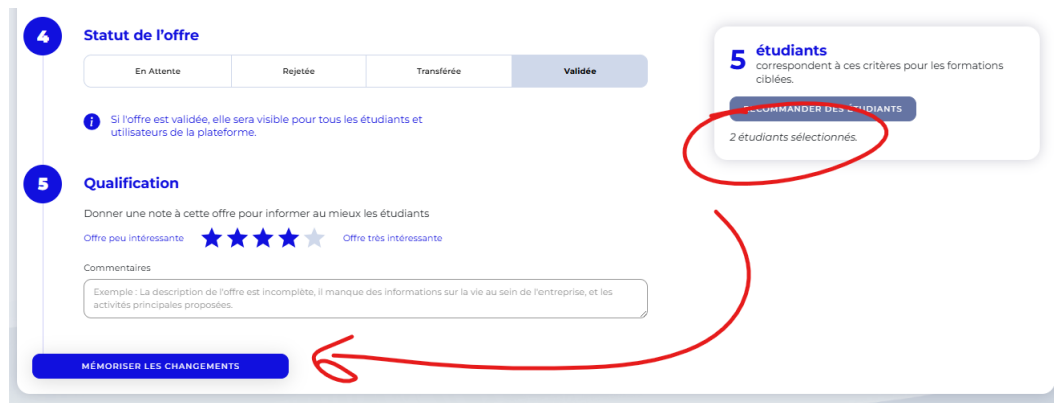 4
Statut de l'offre
En Attente
Rejetée
Transférée
Validée
Si l'offre est validée, elle sera visible pour tous les étudiants et
utilisateurs de la plateforme.
5
Qualification
Donner une note à cette offre pour informer au mieux les étudiants
Offre peu intéressante
Offre très intéressante
Commentaires
Exemple : La description de l'offre est incomplète, il manque des informations sur la vie au sein de l'entreprise, et les
activités principales proposées.
MÉMORISER LES CHANGEMENTS
5 étudiants
correspondent à ces critères pour les formations
ciblées.
RECOMMANDER DES ÉTUDIANTS
2 étudiants sélectionnés.